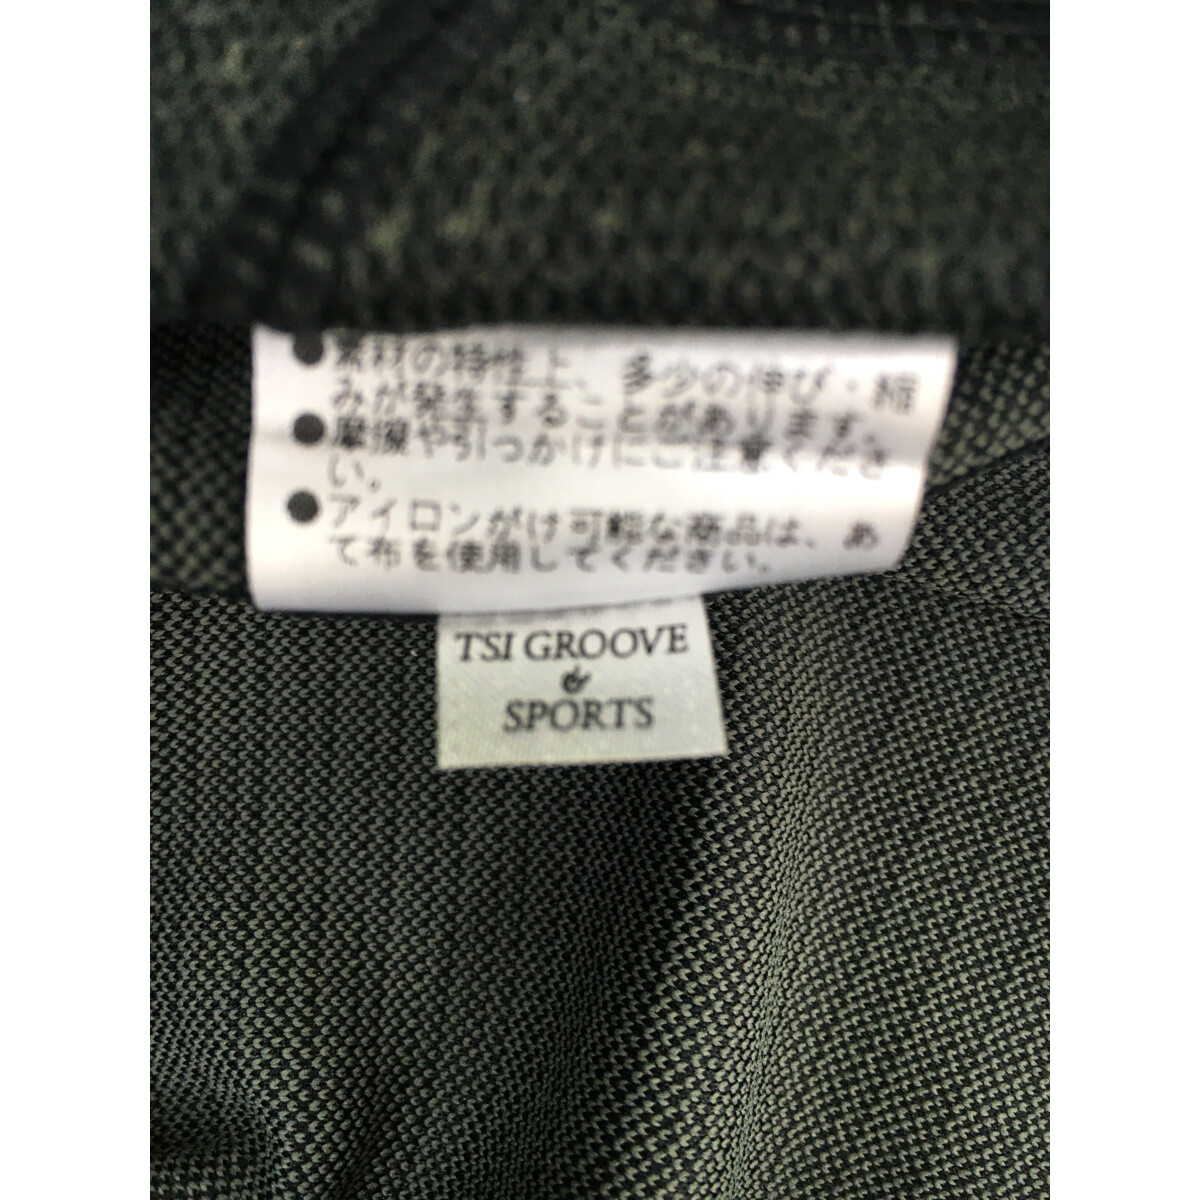 ●素材の特性上、多少の伸び・縮
みが発生することがあります。
●摩擦や引っかけにご注意くださ
い。
●アイロンがけ可能な商品は、あ
て布を使用してください。
TSI GROOVE
&
SPORTS